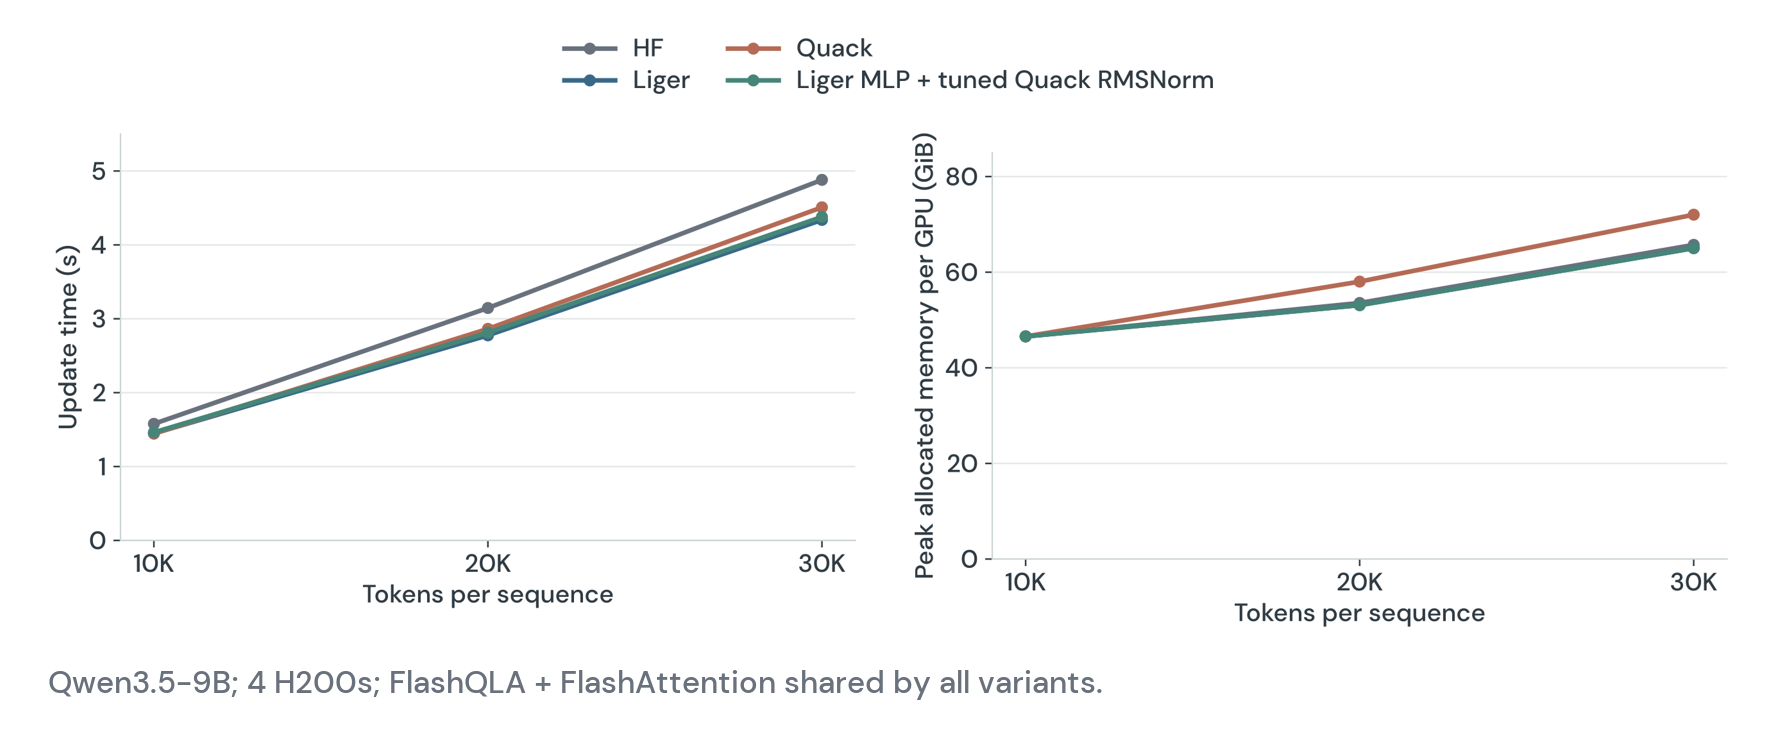 HF
Quack
Liger
Liger MLP + tuned Quack RMSNorm
Update time (s)
5
4
3
2
1
0
10K
20K
30K
Tokens per sequence
Peak allocated memory per GPU (GiB)
80
60
40
20
0
10K
20K
30K
Tokens per sequence
Qwen3.5-9B; 4 H200s; FlashQLA + FlashAttention shared by all variants.